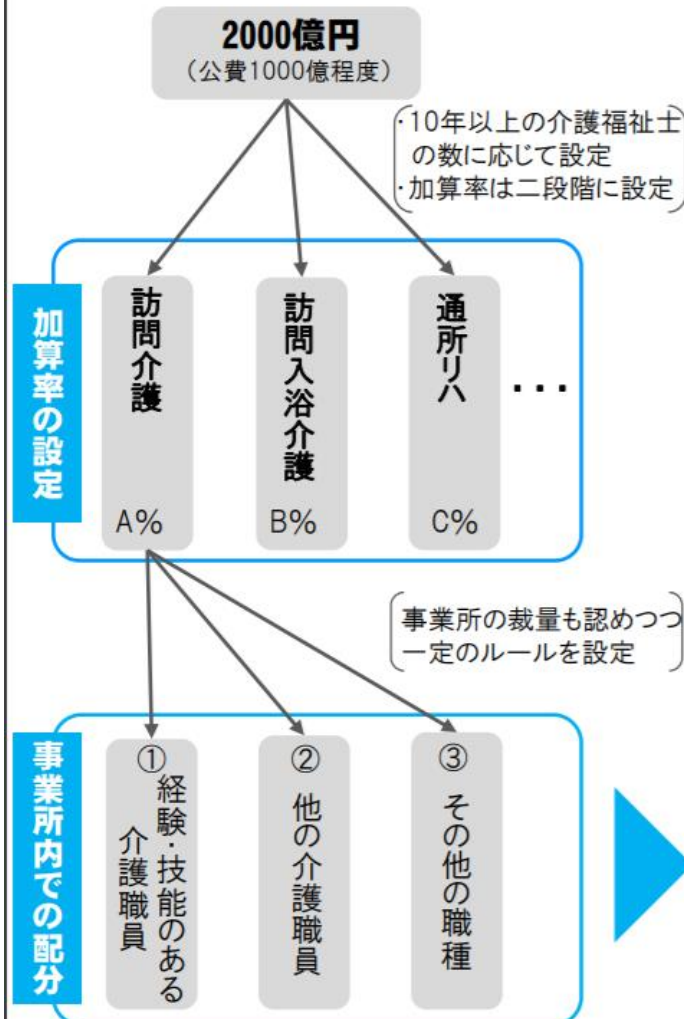 2000億円
（公費1000億程度）
・10年以上の介護福祉士
の数に応じて設定
・加算率は二段階に設定
加算率の設定
訪問介護
A%
訪問入浴介護
B%
通所リハ
C%
・・・
事業所の裁量も認めつつ
一定のルールを設定
事業所内での配分
①
経験・技能のある
介護職員
②
他の介護職員
③
その他の職種